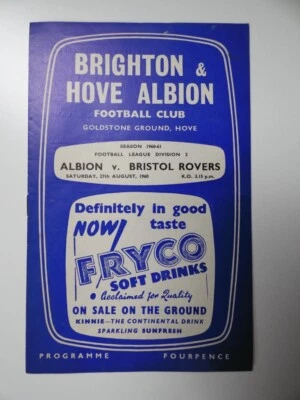 BRIGHTON &
HOVE ALBION
FOOTBALL CLUB
GOLDSTONE GROUND, HOVE
SEASON 1960-61
FOOTBALL LEAGUE DIVISION 2
ALBION v. BRISTOL ROVERS
SATURDAY, 27th AUGUST, 1960 K.O. 3.15 p.m.
Definitely in good
NOW! taste
FRYCO
SOFT DRINKS
Acclaimed for Quality
ON SALE ON THE GROUND
KINNIE—THE CONTINENTAL DRINK
SPARKLING SUNFRESH
PROGRAMME FOURPENCE